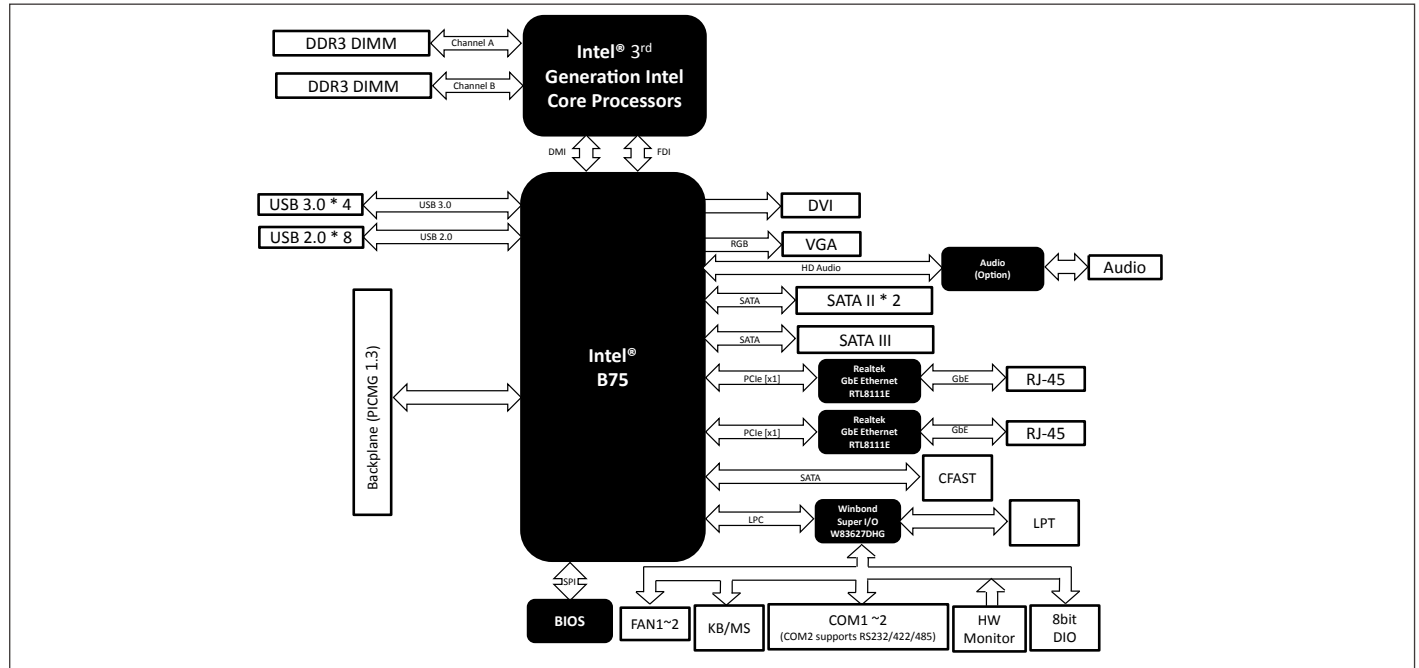 DDR3 DIMM
Channel A
Intel® 3rd
Generation Intel
Core Processors
DDR3 DIMM
Channel B
DMI
FDI
USB 3.0 * 4
USB 3.0
USB 2.0 * 8
USB 2.0
Backplane (PICMG 1.3)
Intel®
B75
DVI
RGB
VGA
HD Audio
Audio
(Option)
Audio
SATA
SATA II * 2
SATA
SATA III
PCIe [x1]
Realtek
GbE Ethernet
RTL8111E
GbE
RJ-45
PCIe [x1]
Realtek
GbE Ethernet
RTL8111E
GbE
RJ-45
SATA
CFAST
LPC
Winbond
Super I/O
W83627DHG
LPT
SPI
BIOS
FAN1~2
KB/MS
COM1 ~2
(COM2 supports RS232/422/485)
HW
Monitor
8bit
DIO